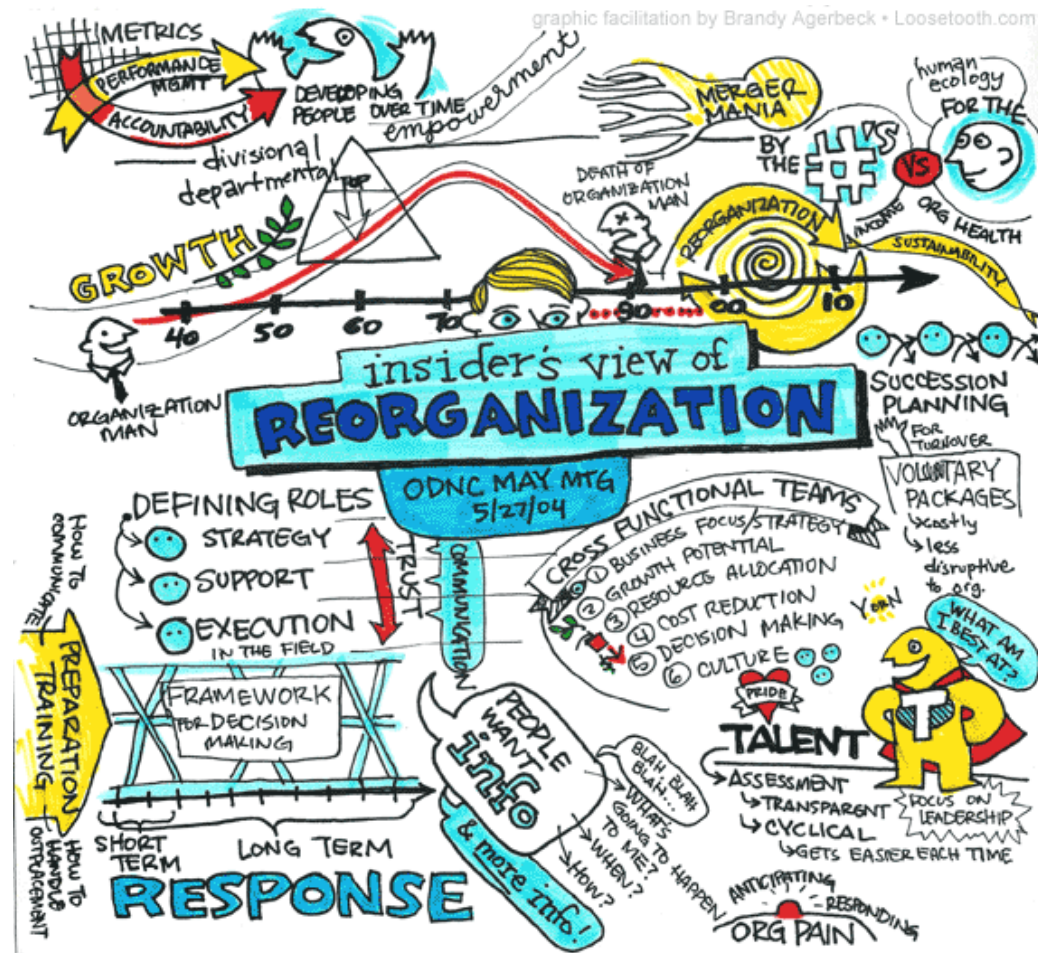 graphic facilitation by Brandy Agerbeck • Loosetooth.com
METRICS
PERFORMANCE
MGMT
ACCOUNTABILITY
DEVELOPING
PEOPLE OVER TIME
empowerment
divisional
departmental
TOP
GROWTH
MERGER
MANIA
BY
THE
#'S
VS
human
ecology
FOR THE
INCOME
ORG HEALTH
SUSTAINABILITY
DEATH OF
ORGANIZATION
MAN
REORGANIZATION
40
50
60
70
80
90
00
10
ORGANIZATION
MAN
insider's view of
REORGANIZATION
ODNC MAY MTG
5/27/04
SUCCESSION
PLANNING
FOR
TURNOVER
VOLUNTARY
PACKAGES
costly
less
disruptive
to org.
DEFINING ROLES
STRATEGY
SUPPORT
EXECUTION
IN THE FIELD
TRUST
COMMUNICATION
CROSS FUNCTIONAL TEAMS
1 BUSINESS FOCUS/STRATEGY
2 GROWTH POTENTIAL
3 RESOURCE ALLOCATION
4 COST REDUCTION
5 DECISION MAKING
6 CULTURE
HOW TO
COMMUNICATE
PREPARATION
TRAINING
HOW TO
HANDLE
OUTPLACEMENT
FRAMEWORK
FOR DECISION
MAKING
SHORT
TERM
LONG TERM
RESPONSE
PEOPLE
WANT
info
& more info!
BLAH BLAH
BLAH...
WHAT'S
GOING TO HAPPEN
TO ME?
WHEN?
HOW?
Y OR N
WHAT AM
I BEST AT?
T
PRIDE
TALENT
ASSESSMENT
TRANSPARENT
CYCLICAL
GETS EASIER EACH TIME
FOCUS ON
LEADERSHIP
ANTICIPATING
RESPONDING
ORG PAIN